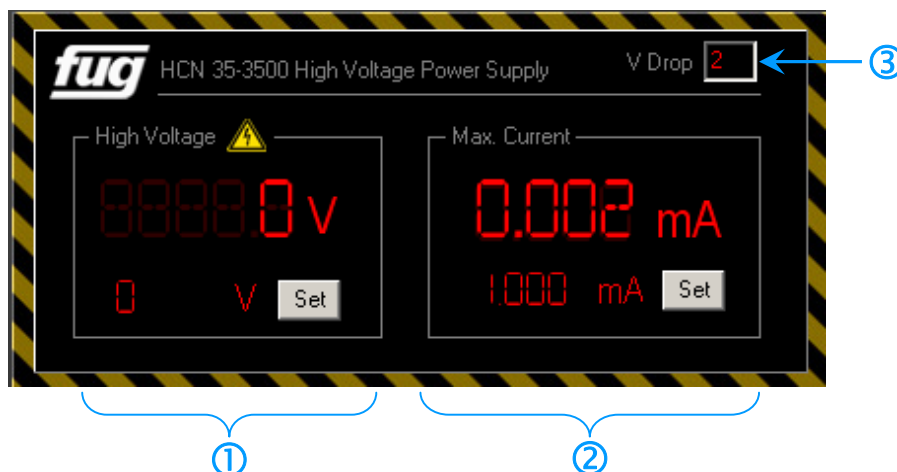 fug
HCN 35-3500 High Voltage Power Supply
V Drop 2
③
High Voltage
Max. Current
0 V
0.002 mA
0 V Set
1.000 mA Set
①
②